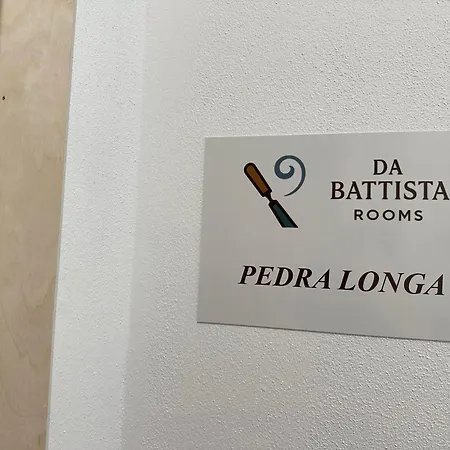 DA
BATTISTA
ROOMS
PEDRA LONGA